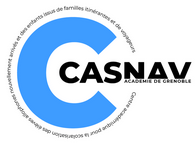 CASNAV
ACADÉMIE DE GRENOBLE
Centre académique pour la scolarisation des élèves allophones nouvellement arrivés et des enfants issus de familles itinérantes et de voyageurs